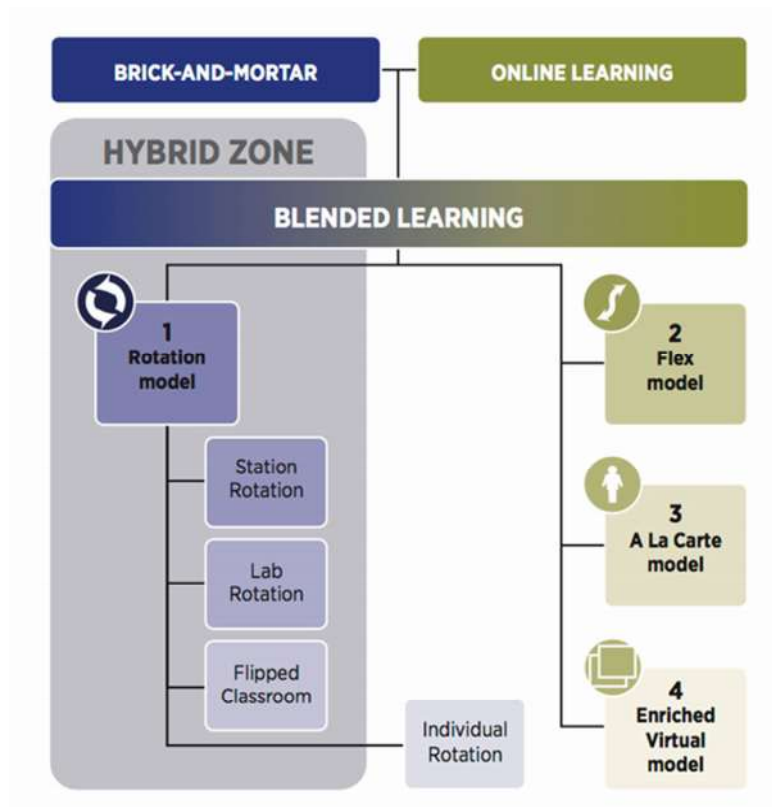 BRICK-AND-MORTAR
ONLINE LEARNING
HYBRID ZONE
BLENDED LEARNING
1
Rotation
model
2
Flex
model
Station
Rotation
3
A La Carte
model
Lab
Rotation
Flipped
Classroom
4
Enriched
Virtual
model
Individual
Rotation